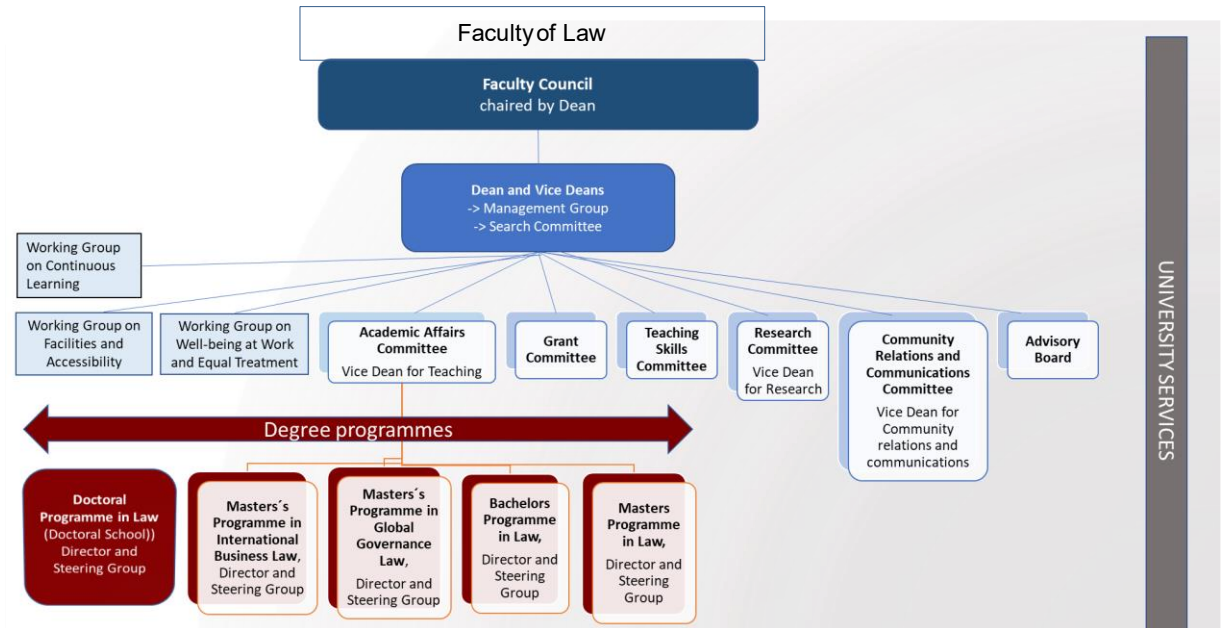 Faculty of Law
Faculty Council
chaired by Dean
Dean and Vice Deans
-> Management Group
-> Search Committee
Working Group
on Continuous
Learning
Working Group on
Facilities and
Accessibility
Working Group on
Well-being at Work
and Equal Treatment
Academic Affairs
Committee
Vice Dean for Teaching
Grant
Committee
Teaching
Skills
Committee
Research
Committee
Vice Dean
for Research
Community
Relations and
Communications
Committee
Vice Dean for
Community
relations and
communications
Advisory
Board
UNIVERSITY SERVICES
Degree programmes
Doctoral
Programme in Law
(Doctoral School))
Director and
Steering Group
Masters´s
Programme in
International
Business Law,
Director and
Steering Group
Masters´s
Programme in
Global
Governance
Law,
Director and
Steering Group
Bachelors
Programme
in Law,
Director and
Steering
Group
Masters
Programme
in Law,
Director and
Steering
Group